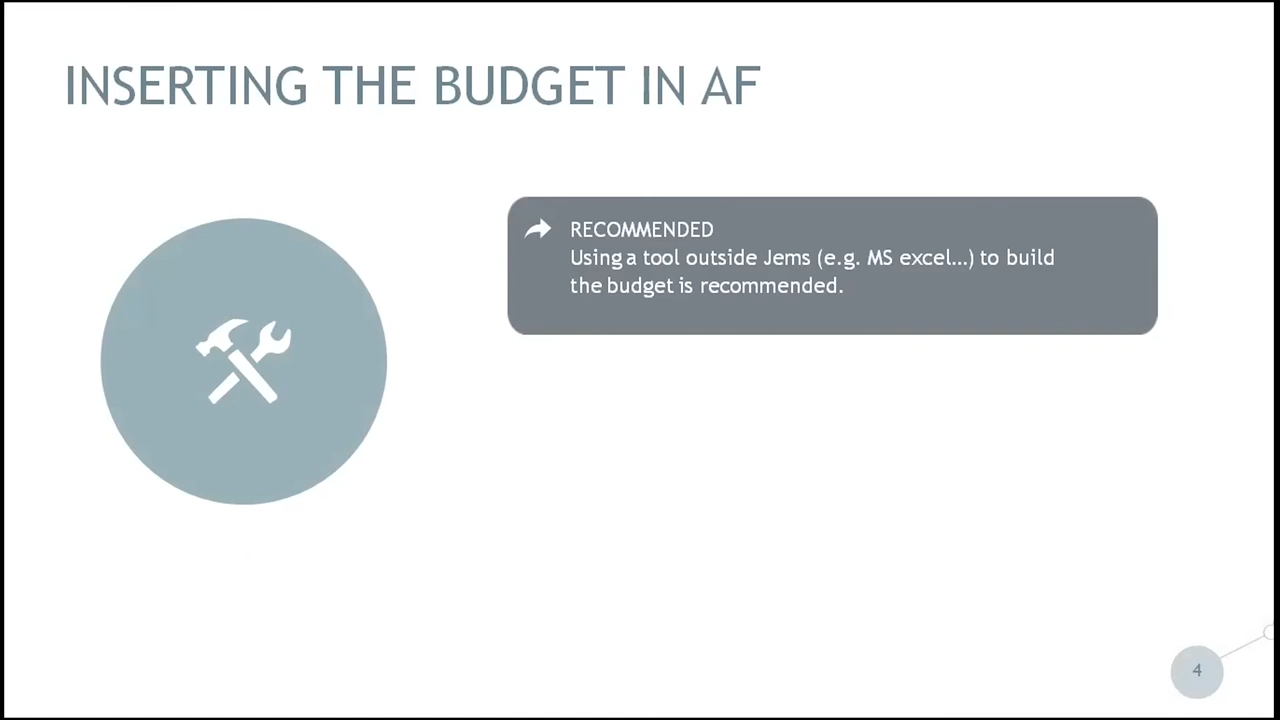 INSERTING THE BUDGET IN AF
RECOMMENDED
Using a tool outside Jems (e.g. MS excel...) to build
the budget is recommended.
4